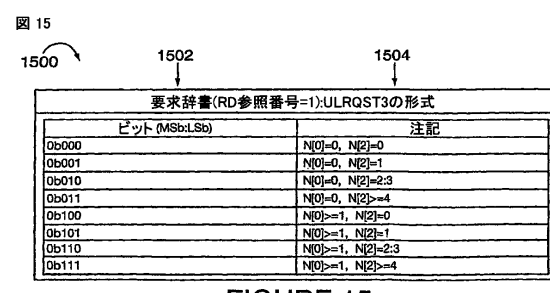 図 15
1500
1502
1504
要求辞書(RD参照番号=1):ULRQST3の形式
ビット(MSb:LSb) 注記
0b000 N[0]=0, N[2]=0
0b001 N[0]=0, N[2]=1
0b010 N[0]=0, N[2]=2:3
0b011 N[0]=0, N[2]>=4
0b100 N[0]>=1, N[2]=0
0b101 N[0]>=1, N[2]=1
0b110 N[0]>=1, N[2]=2:3
0b111 N[0]>=1, N[2]>=4